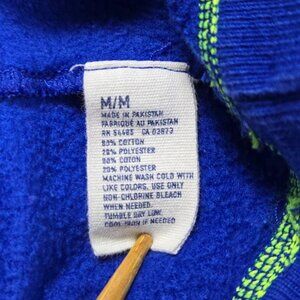 M/M
MADE IN PAKISTAN
FABRIQUÉ AU PAKISTAN
RN 54485 CA 03873
80% COTTON
20% POLYESTER
80% COTON
20% POLYESTER
MACHINE WASH COLD WITH
LIKE COLORS. USE ONLY
NON-CHLORINE BLEACH
WHEN NEEDED.
TUMBLE DRY LOW.
COOL IRON IF NEEDED